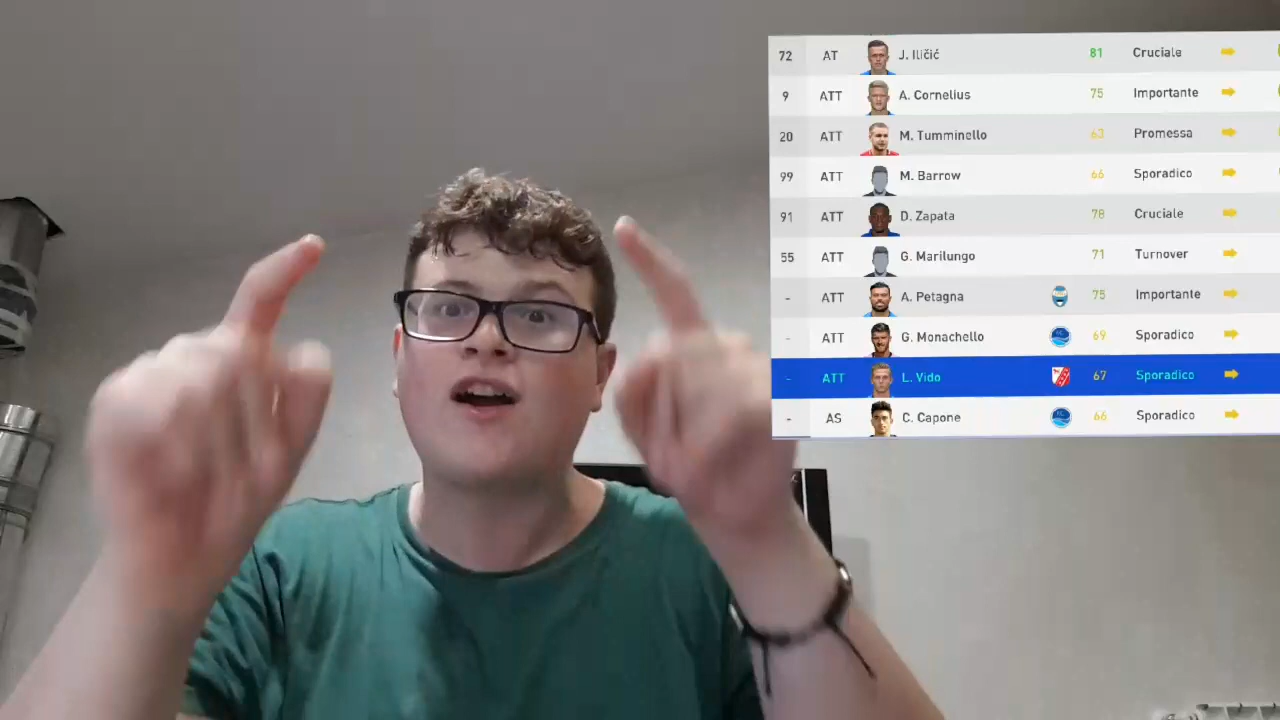 72 AT J. Iličić 81 Cruciale
9 ATT A. Cornelius 75 Importante
20 ATT M. Tumminello 63 Promessa
99 ATT M. Barrow 66 Sporadico
91 ATT D. Zapata 78 Cruciale
55 ATT G. Marilungo 71 Turnover
- ATT A. Petagna 75 Importante
- ATT G. Monachello 69 Sporadico
- ATT L. Vido 67 Sporadico
- AS C. Capone 66 Sporadico